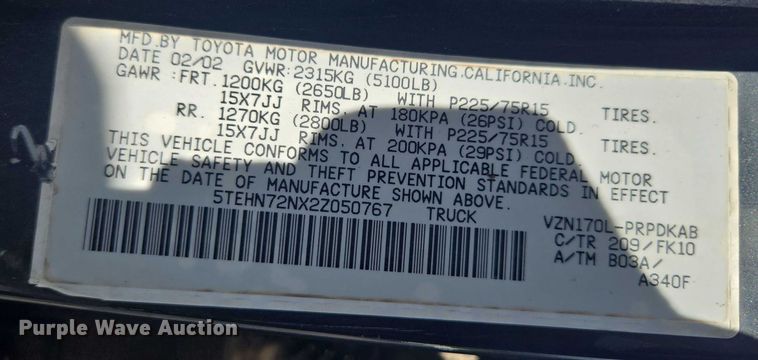 MFD.BY TOYOTA MOTOR MANUFACTURING,CALIFORNIA,INC.
DATE 02/02 GVWR:2315KG (5100LB)
GAWR :FRT. 1200KG (2650LB) WITH P225/75R15 TIRES.
15X7JJ RIMS, AT 180KPA (26PSI) COLD.
RR. 1270KG (2800LB) WITH P225/75R15 TIRES.
15X7JJ RIMS, AT 200KPA (29PSI) COLD.
THIS VEHICLE CONFORMS TO ALL APPLICABLE FEDERAL MOTOR
VEHICLE SAFETY AND THEFT PREVENTION STANDARDS IN EFFECT
ON THE DATE OF MANUFACTURE SHOWN ABOVE.
5TEHN72NX2Z050767 TRUCK
VZN170L-PRPDKAB
C/TR 209/FK10
A/TM B03A/
A340F
Purple Wave Auction